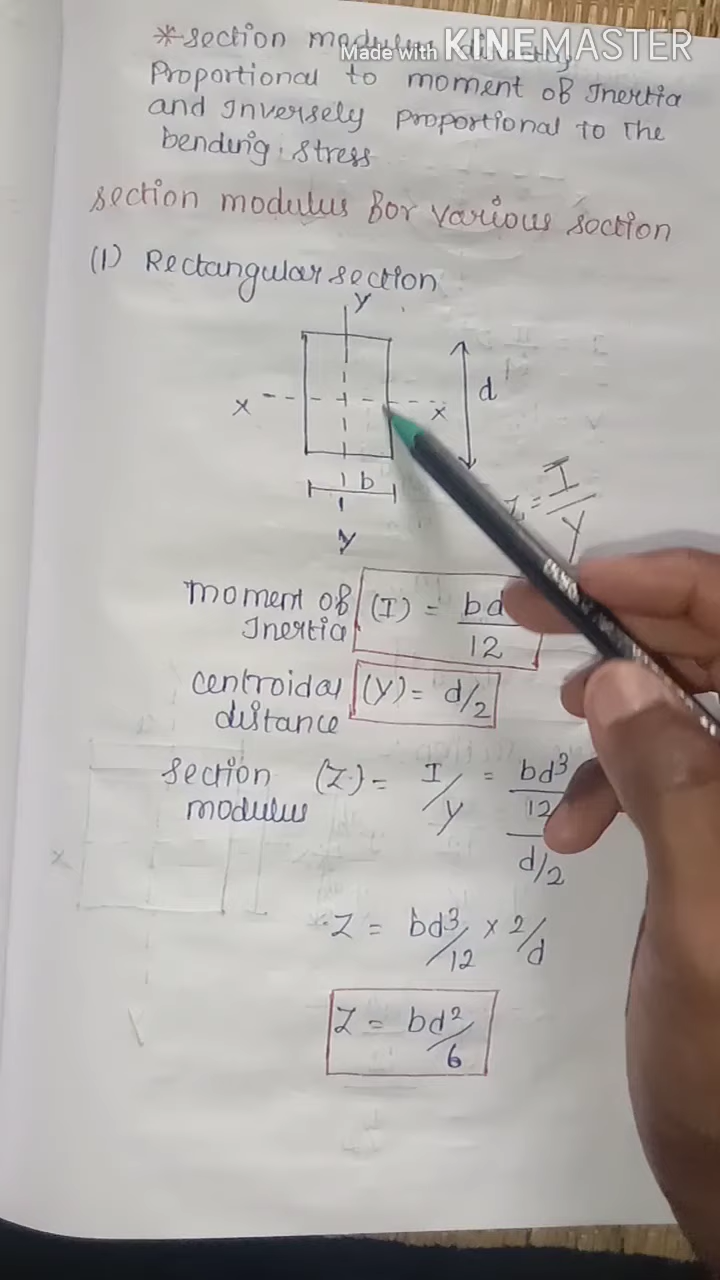 *section modulus directly
Made with KINEMASTER
Proportional to moment of Inertia
and Inversely proportional to the
bending stress
section modulus for various section
(1) Rectangular section
y
x x
d
b
y
Z = I/y
moment of Inertia (I) = bd
12
centroidal distance (y) = d/2
section modulus (Z) = I/y = bd³
12
d/2
Z = bd³/12 × 2/d
Z = bd²/6